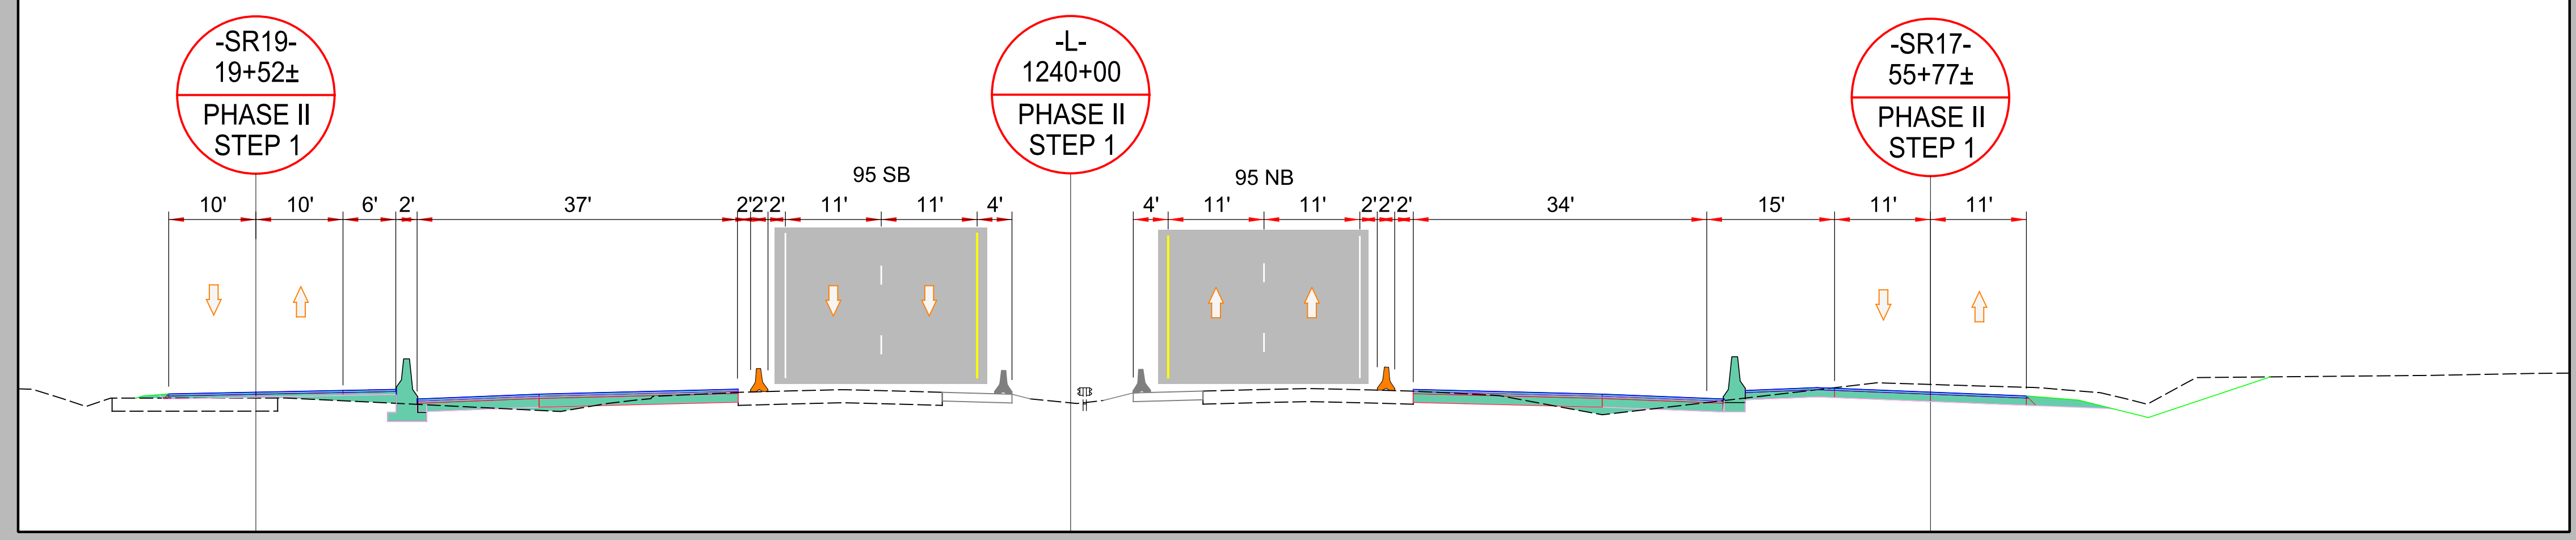 -SR19-
19+52±
PHASE II
STEP 1
-L-
1240+00
PHASE II
STEP 1
-SR17-
55+77±
PHASE II
STEP 1
95 SB
95 NB
10' 10' 6' 2' 37' 2' 2' 2' 11' 11' 4' 4' 11' 11' 2' 2' 2' 34' 15' 11' 11'